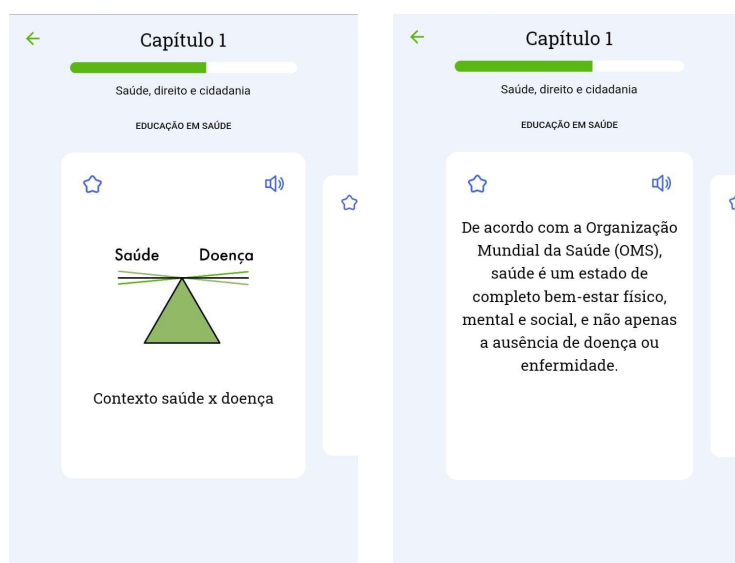 Capítulo 1
Saúde, direito e cidadania
EDUCAÇÃO EM SAÚDE
Saúde Doença
Contexto saúde x doença
Capítulo 1
Saúde, direito e cidadania
EDUCAÇÃO EM SAÚDE
De acordo com a Organização
Mundial da Saúde (OMS),
saúde é um estado de
completo bem-estar físico,
mental e social, e não apenas
a ausência de doença ou
enfermidade.